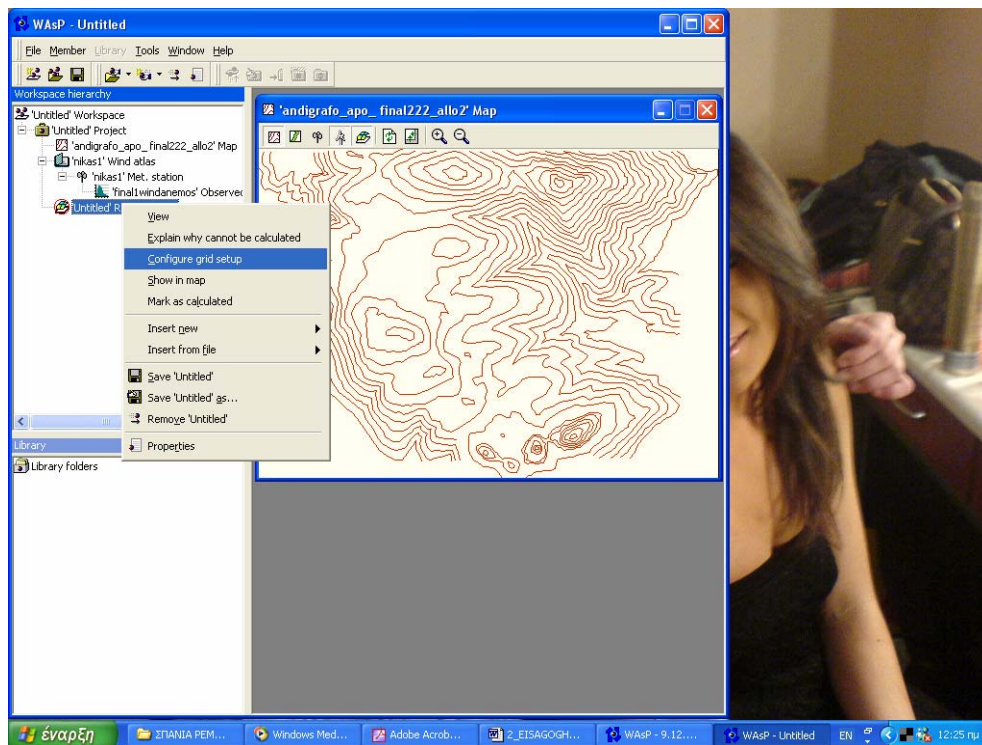 WAsP - Untitled
File Member Library Tools Window Help
Workspace hierarchy
'Untitled' Workspace
'Untitled' Project
'andigrafo_apo_ final222_allo2' Map
'nikas1' Wind atlas
'nikas1' Met. station
'final1windanemos' Observed
'Untitled' R
View
Explain why cannot be calculated
Configure grid setup
Show in map
Mark as calculated
Insert new
Insert from file
Save 'Untitled'
Save 'Untitled' as...
Remove 'Untitled'
Properties
'andigrafo_apo_ final222_allo2' Map
Library
Library folders
έναρξη
ΣΠΑΝΙΑ ΡΕΜ...
Windows Med...
Adobe Acrob...
2_EISAGOGH...
WAsP - 9.12....
WAsP - Untitled
EN
12:25 πμ